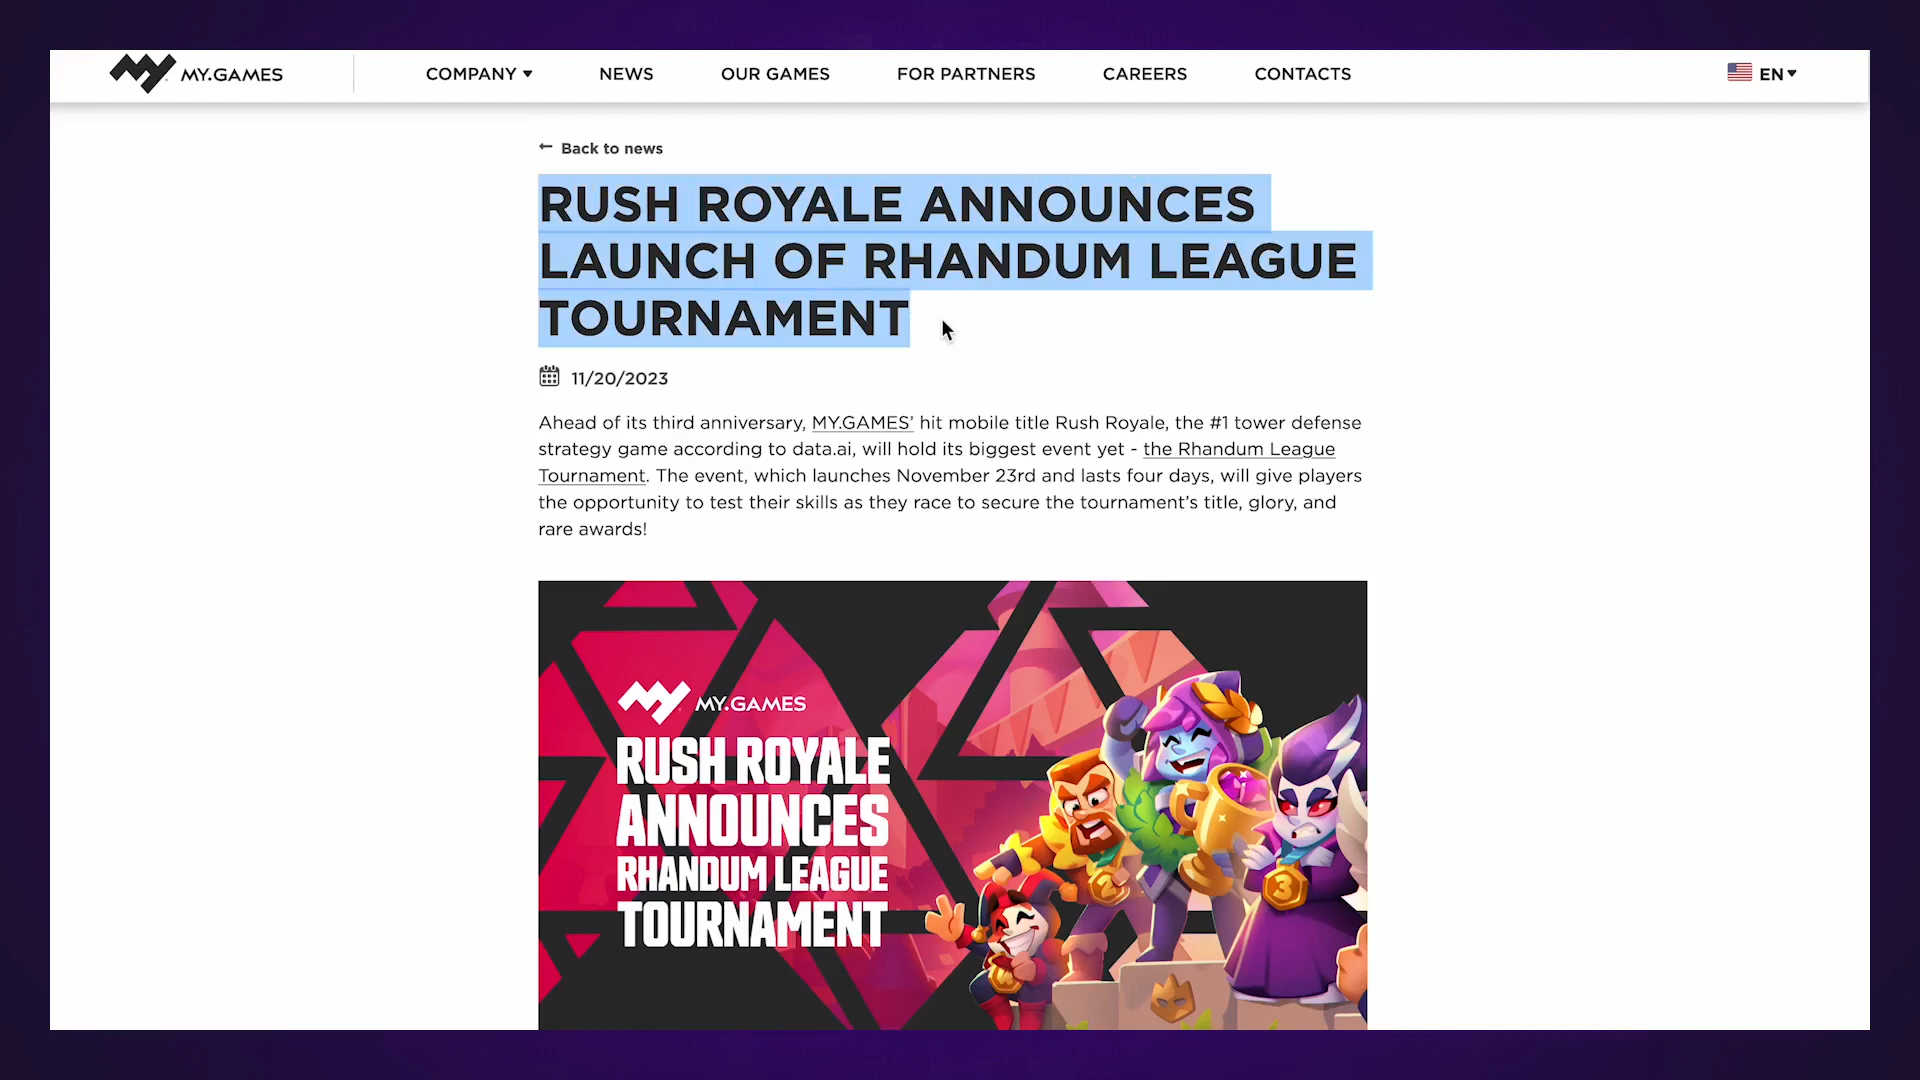 MY.GAMES
COMPANY NEWS OUR GAMES FOR PARTNERS CAREERS CONTACTS EN
Back to news
RUSH ROYALE ANNOUNCES
LAUNCH OF RHANDUM LEAGUE
TOURNAMENT
11/20/2023
Ahead of its third anniversary, MY.GAMES’ hit mobile title Rush Royale, the #1 tower defense
strategy game according to data.ai, will hold its biggest event yet - the Rhandum League
Tournament. The event, which launches November 23rd and lasts four days, will give players
the opportunity to test their skills as they race to secure the tournament’s title, glory, and
rare awards!
MY.GAMES
RUSH ROYALE
ANNOUNCES
RHANDUM LEAGUE
TOURNAMENT
2
3